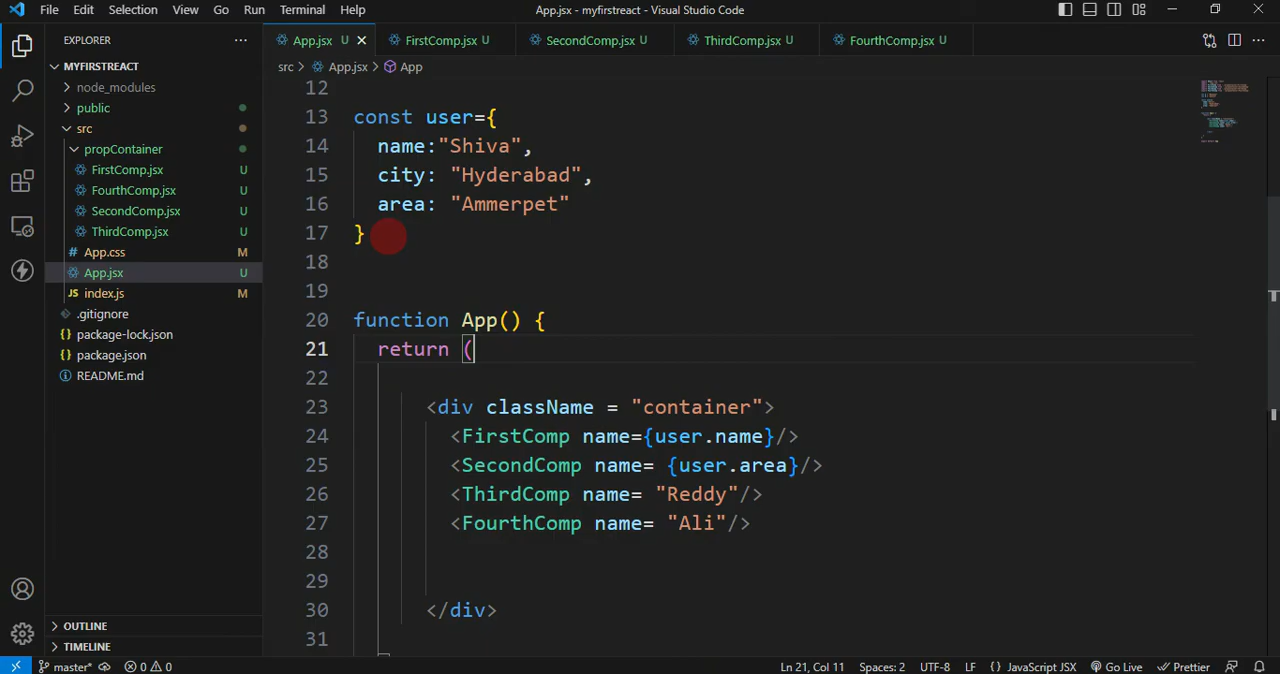 File Edit Selection View Go Run Terminal Help
App.jsx - myfirstreact - Visual Studio Code
EXPLORER
MYFIRSTREACT
node_modules
public
src
propContainer
FirstComp.jsx U
FourthComp.jsx U
SecondComp.jsx U
ThirdComp.jsx U
App.css M
App.jsx U
index.js M
.gitignore
package-lock.json
package.json
README.md
OUTLINE
TIMELINE
App.jsx U FirstComp.jsx U SecondComp.jsx U ThirdComp.jsx U FourthComp.jsx U
src > App.jsx > App
12
13 const user={
14 name:"Shiva",
15 city: "Hyderabad",
16 area: "Ammerpet"
17 }
18
19
20 function App() {
21 return (
22
23 <div className = "container">
24 <FirstComp name={user.name}/>
25 <SecondComp name= {user.area}/>
26 <ThirdComp name= "Reddy"/>
27 <FourthComp name= "Ali"/>
28
29
30 </div>
31
master* 0 0 Ln 21, Col 11 Spaces: 2 UTF-8 LF {} JavaScript JSX Go Live Prettier